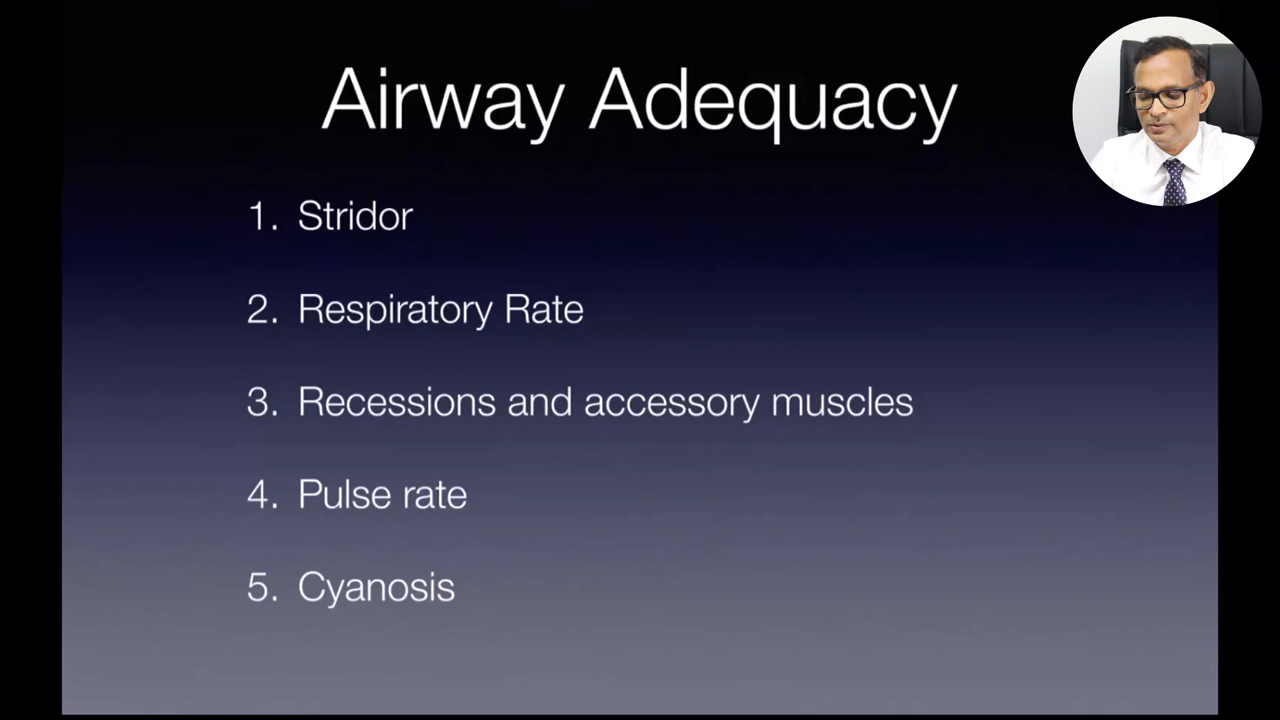 Airway Adequacy
1. Stridor
2. Respiratory Rate
3. Recessions and accessory muscles
4. Pulse rate
5. Cyanosis